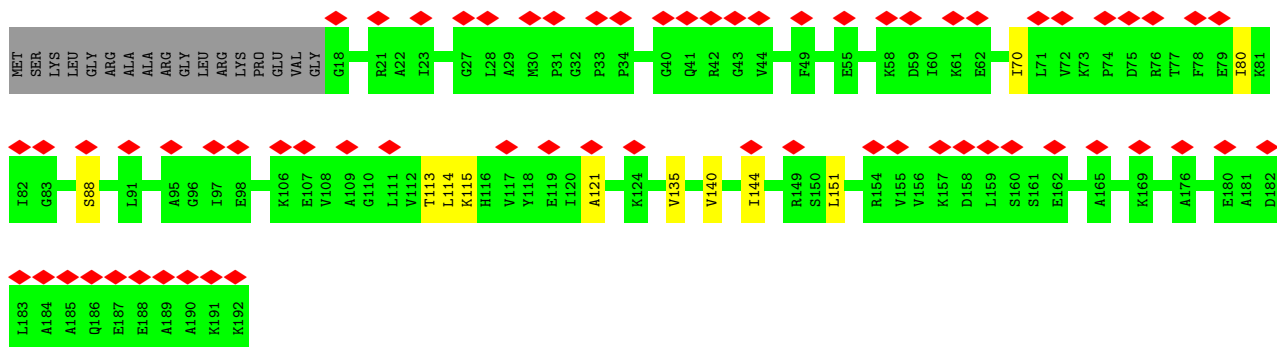 MET SER LYS LEU GLY ARG ALA ALA ARG GLY LEU ARG LYS PRO GLU VAL GLY G18 R21 A22 I23 G27 L28 A29 M30 P31 G32 P33 P34 G40 Q41 R42 G43 V44 F49 E55 K58 D59 I60 K61 E62 I70 L71 V72 K73 P74 D75 R76 T77 F78 E79 I80 K81
I82 G83 S88 L91 A95 G96 I97 E98 K106 E107 V108 A109 G110 L111 V112 T113 L114 K115 H116 V117 Y118 E119 I120 A121 K124 V135 V140 I144 R149 S150 L151 R154 V155 V156 K157 D158 L159 S160 S161 E162 A165 K169 A176 E180 A181 D182
L183 A184 A185 Q186 E187 E188 A189 A190 K191 K192